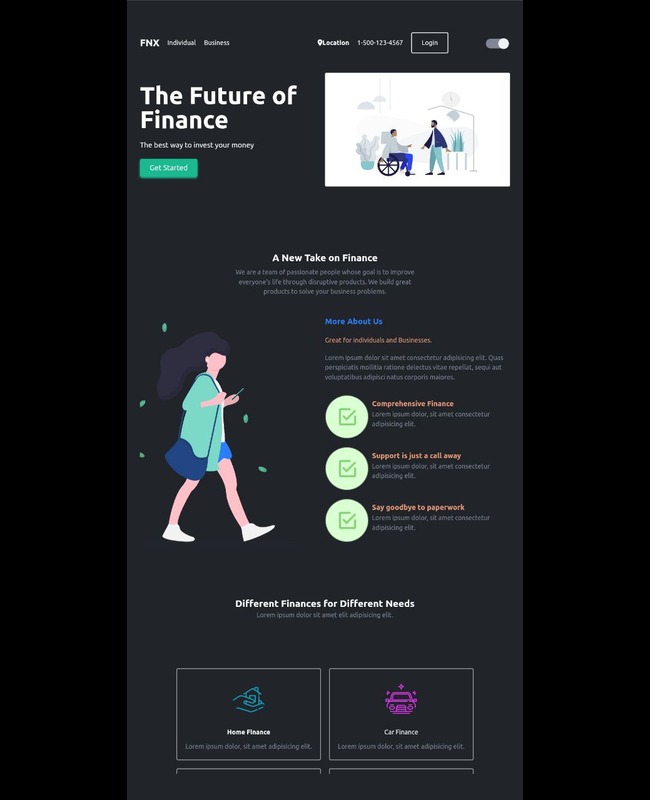 FNX Individual Business Location 1-500-123-4567 Login
The Future of
Finance
The best way to invest your money
Get Started
A New Take on Finance
We are a team of passionate people whose goal is to improve
everyone's life through disruptive products. We build great
products to solve your business problems.
More About Us
Great for individuals and Businesses.
Lorem ipsum dolor sit amet consectetur adipisicing elit. Quas
perspiciatis mollitia ratione delectus vitae repellat, sequi aut
voluptatibus adipisci natus corporis maiores.
Comprehensive Finance
Lorem ipsum dolor, sit amet consectetur
adipisicing elit.
Support is just a call away
Lorem ipsum dolor, sit amet consectetur
adipisicing elit.
Say goodbye to paperwork
Lorem ipsum dolor, sit amet consectetur
adipisicing elit.
Different Finances for Different Needs
Lorem ipsum dolor sit amet elit adipisicing elit.
Home Finance
Lorem ipsum dolor, sit amet adipisicing elit.
Car Finance
Lorem ipsum dolor, sit amet adipisicing elit.